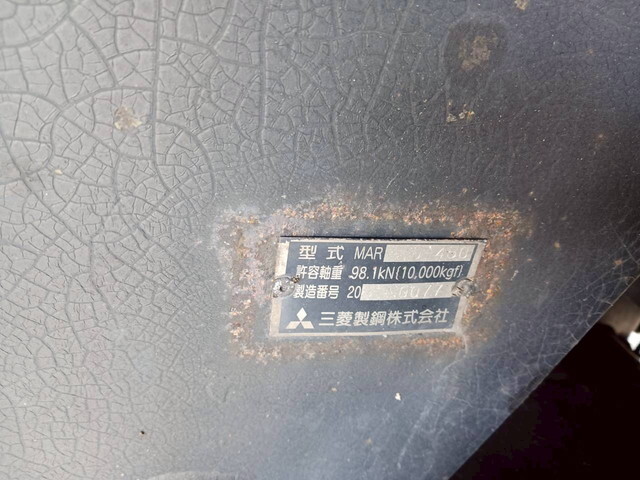 型式 MAR
許容軸重 98.1kN(10,000kgf)
製造番号 20
三菱製鋼株式会社